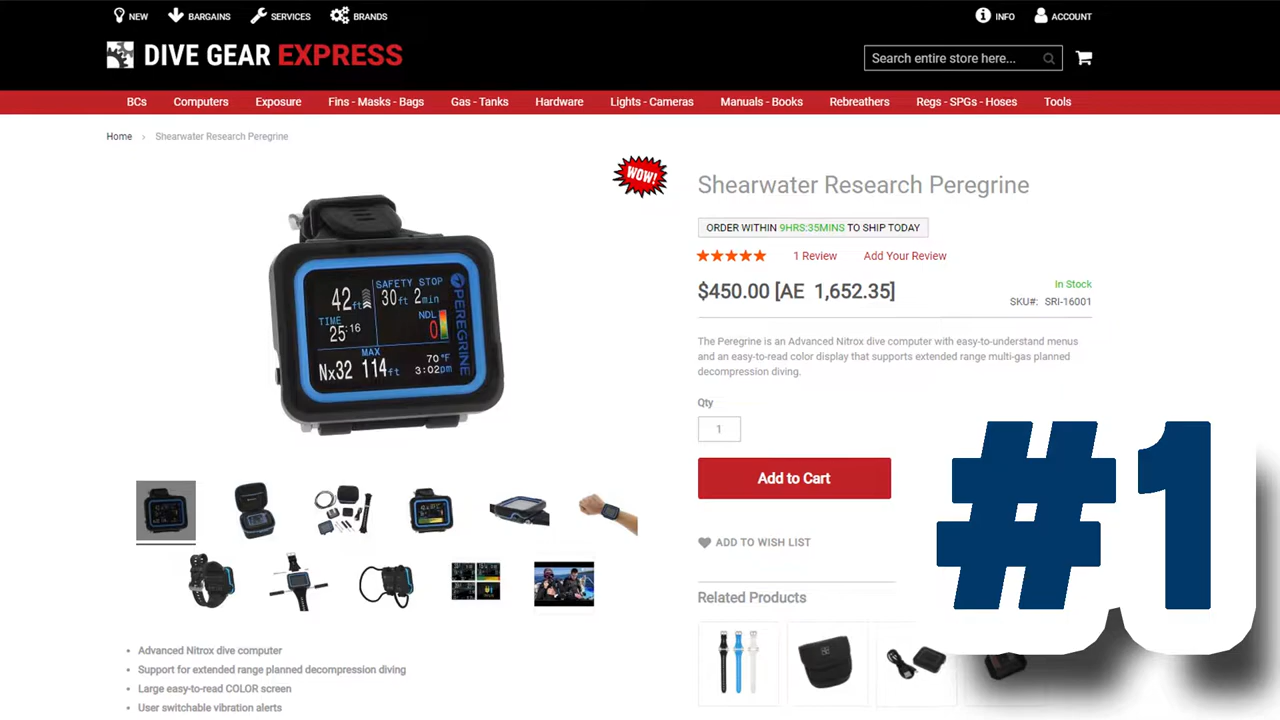 NEW BARGAINS SERVICES BRANDS INFO ACCOUNT
DIVE GEAR EXPRESS
Search entire store here...
BCs Computers Exposure Fins - Masks - Bags Gas - Tanks Hardware Lights - Cameras Manuals - Books Rebreathers Regs - SPGs - Hoses Tools
Home › Shearwater Research Peregrine
WOW!
42ft
SAFETY STOP
30ft 2min
TIME
25:16
NDL
0
MAX
Nx32 114ft
70°F
3:02pm
PEREGRINE
Shearwater Research Peregrine
ORDER WITHIN 9HRS:35MINS TO SHIP TODAY
1 Review Add Your Review
$450.00 [AE 1,652.35]
In Stock
SKU#: SRI-16001
The Peregrine is an Advanced Nitrox dive computer with easy-to-understand menus
and an easy-to-read color display that supports extended range multi-gas planned
decompression diving.
Qty
1
Add to Cart
ADD TO WISH LIST
Related Products
#1
• Advanced Nitrox dive computer
• Support for extended range planned decompression diving
• Large easy-to-read COLOR screen
• User switchable vibration alerts